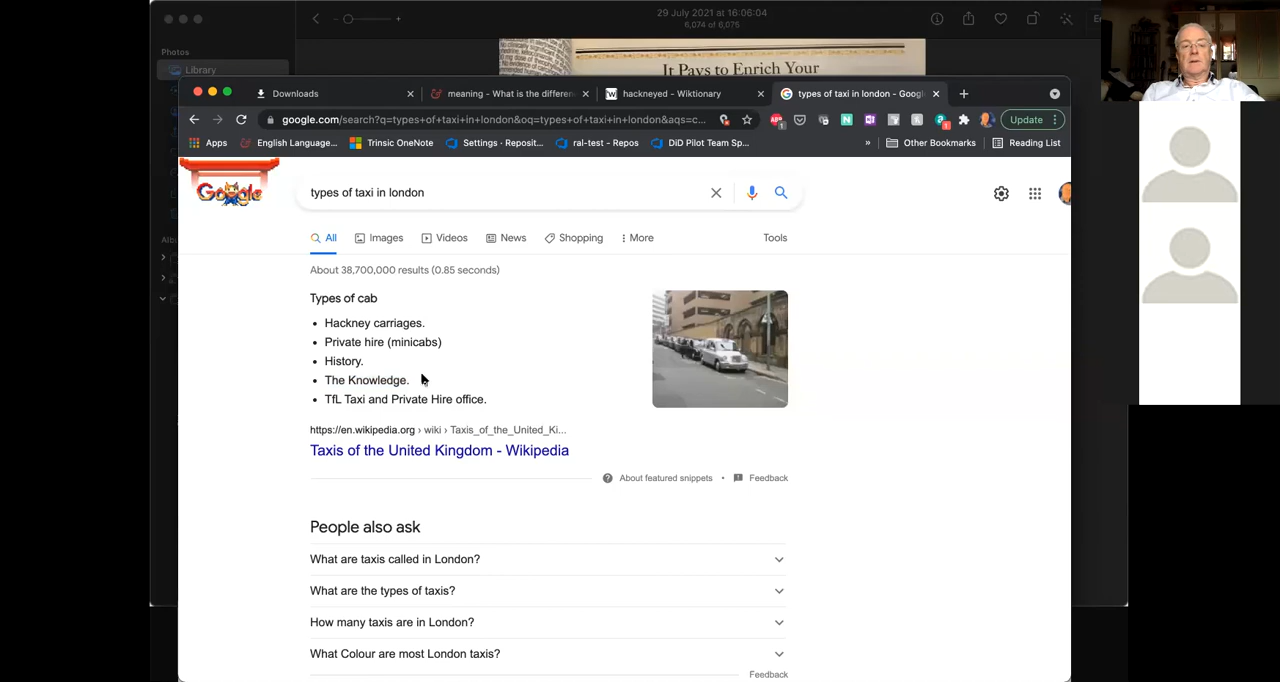 29 July 2021 at 16:06:04
6,074 of 6,075
Photos
Library
It Pays to Enrich Your
Downloads
meaning - What is the differen
hackneyed - Wiktionary
types of taxi in london - Goog
google.com/search?q=types+of+taxi+in+london&oq=types+of+taxi+in+london&aqs=c...
Update
Apps
English Language...
Trinsic OneNote
Settings - Reposit...
ral-test - Repos
DiD Pilot Team Sp...
»
Other Bookmarks
Reading List
Google
types of taxi in london
All
Images
Videos
News
Shopping
More
Tools
About 38,700,000 results (0.85 seconds)
Types of cab
• Hackney carriages.
• Private hire (minicabs)
• History.
• The Knowledge.
• TfL Taxi and Private Hire office.
https://en.wikipedia.org › wiki › Taxis_of_the_United_Ki...
Taxis of the United Kingdom - Wikipedia
About featured snippets • Feedback
People also ask
What are taxis called in London?
What are the types of taxis?
How many taxis are in London?
What Colour are most London taxis?
Feedback